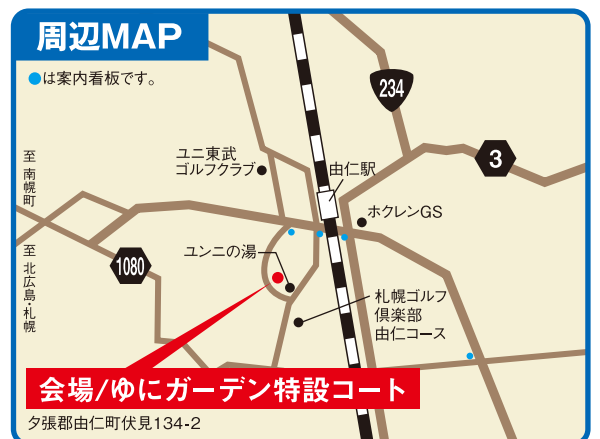 周辺MAP
●は案内看板です。
234
3
至 南幌町
ユニ東武
ゴルフクラブ
由仁駅
ホクレンGS
至 北広島・札幌
1080
ユンニの湯
札幌ゴルフ
倶楽部
由仁コース
会場/ゆにガーデン特設コート
夕張郡由仁町伏見134-2